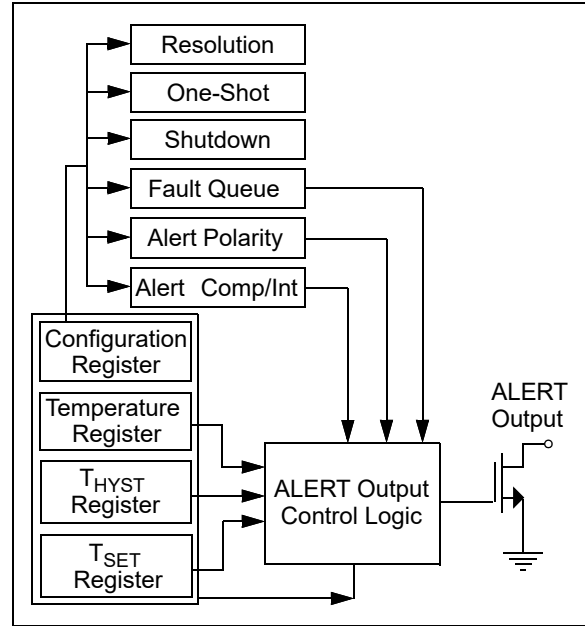 Resolution
One-Shot
Shutdown
Fault Queue
Alert Polarity
Alert Comp/Int
Configuration
Register
Temperature
Register
THYST
Register
TSET
Register
ALERT Output
Control Logic
ALERT
Output